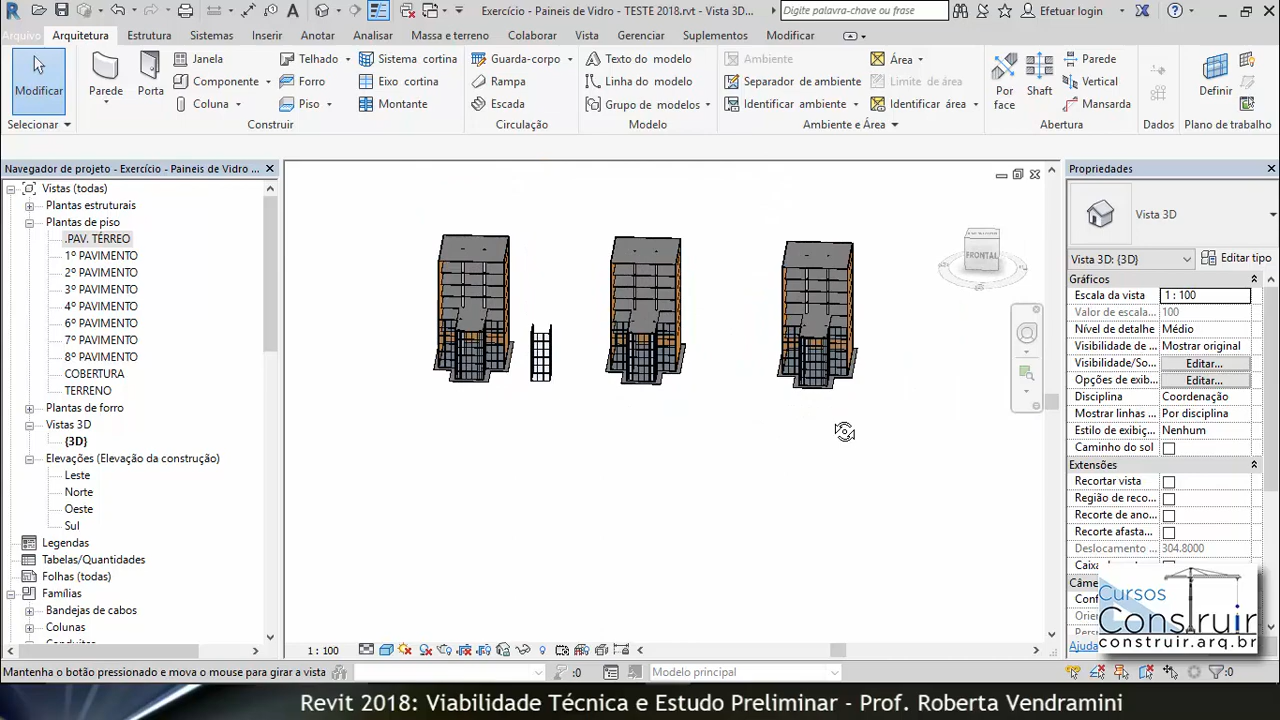 Exercício - Paineis de Vidro - TESTE 2018.rvt - Vista 3D...
Digite palavra-chave ou frase
Efetuar login
Arquivo Arquitetura Estrutura Sistemas Inserir Anotar Analisar Massa e terreno Colaborar Vista Gerenciar Suplementos Modificar
Modificar
Parede
Porta
Janela
Componente
Coluna
Telhado
Forro
Piso
Sistema cortina
Eixo cortina
Montante
Guarda-corpo
Rampa
Escada
Texto do modelo
Linha do modelo
Grupo de modelos
Ambiente
Separador de ambiente
Identificar ambiente
Área
Limite de área
Identificar área
Por face
Shaft
Parede
Vertical
Mansarda
Definir
Selecionar
Construir
Circulação
Modelo
Ambiente e Área
Abertura
Dados
Plano de trabalho
Navegador de projeto - Exercício - Paineis de Vidro ...
Vistas (todas)
Plantas estruturais
Plantas de piso
.PAV. TÉRREO
1º PAVIMENTO
2º PAVIMENTO
3º PAVIMENTO
4º PAVIMENTO
6º PAVIMENTO
7º PAVIMENTO
8º PAVIMENTO
COBERTURA
TERRENO
Plantas de forro
Vistas 3D
{3D}
Elevações (Elevação da construção)
Leste
Norte
Oeste
Sul
Legendas
Tabelas/Quantidades
Folhas (todas)
Famílias
Bandejas de cabos
Colunas
FRONTAL
Propriedades
Vista 3D
Vista 3D: {3D}
Editar tipo
Gráficos
Escala da vista 1 : 100
Valor de escala... 100
Nível de detalhe Médio
Visibilidade de ... Mostrar original
Visibilidade/So... Editar...
Opções de exib... Editar...
Disciplina Coordenação
Mostrar linhas ... Por disciplina
Estilo de exibiç... Nenhum
Caminho do sol
Extensões
Recortar vista
Região de reco...
Recorte de ano...
Recorte afasta...
Deslocamento ... 304.8000
Ajuda
Cursos
Construir
construir.arq.br
1 : 100
Mantenha o botão pressionado e mova o mouse para girar a vista
:0
Modelo principal
:0
Revit 2018: Viabilidade Técnica e Estudo Preliminar - Prof. Roberta Vendramini